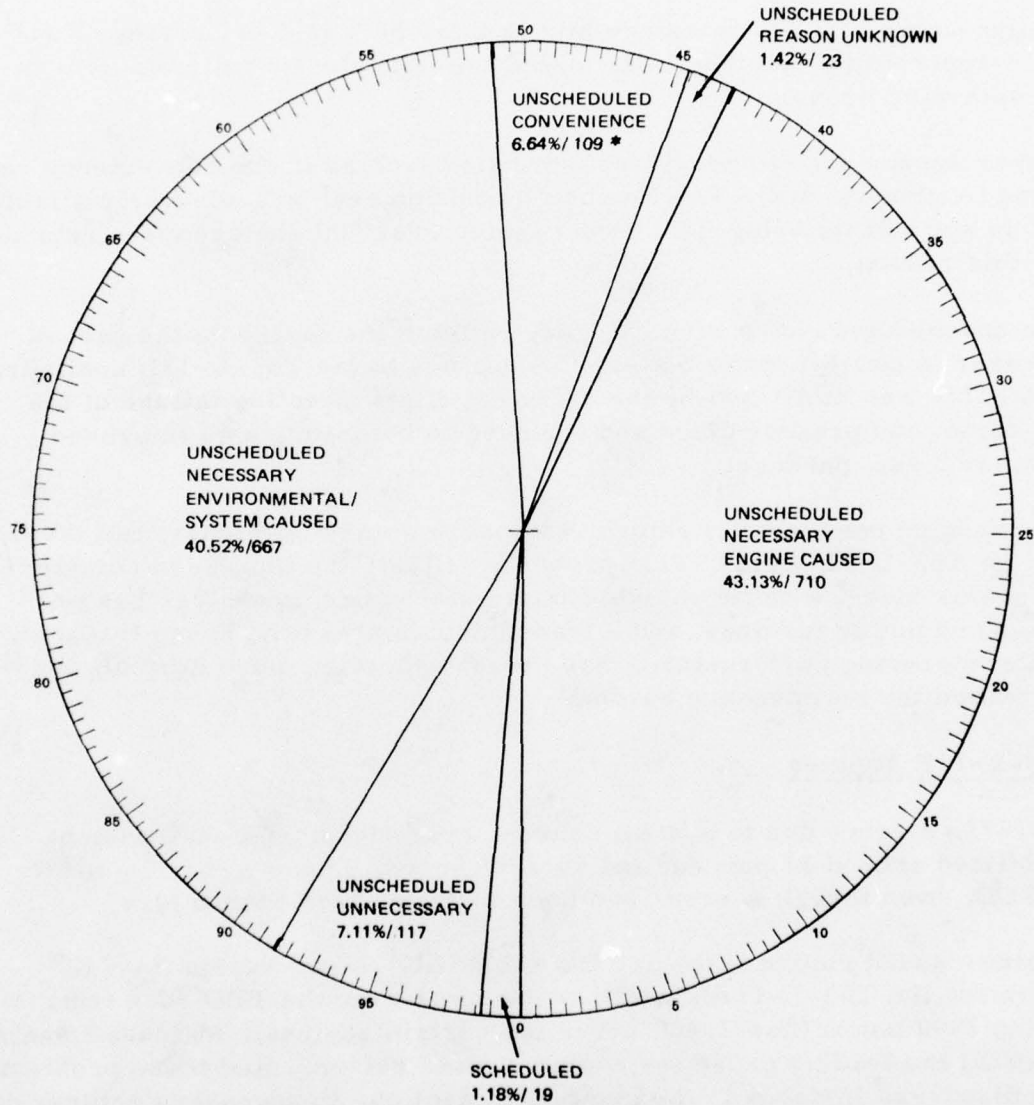 UNSCHEDULED
REASON UNKNOWN
1.42%/ 23
50
55
45
UNSCHEDULED
CONVENIENCE
6.64%/ 109 *
60
40
65
35
70
30
UNSCHEDULED
NECESSARY
ENVIRONMENTAL/
SYSTEM CAUSED
40.52%/667
UNSCHEDULED
NECESSARY
ENGINE CAUSED
43.13%/ 710
75
25
80
20
85
15
UNSCHEDULED
UNNECESSARY
7.11%/ 117
90
10
95
5
0
SCHEDULED
1.18%/ 19